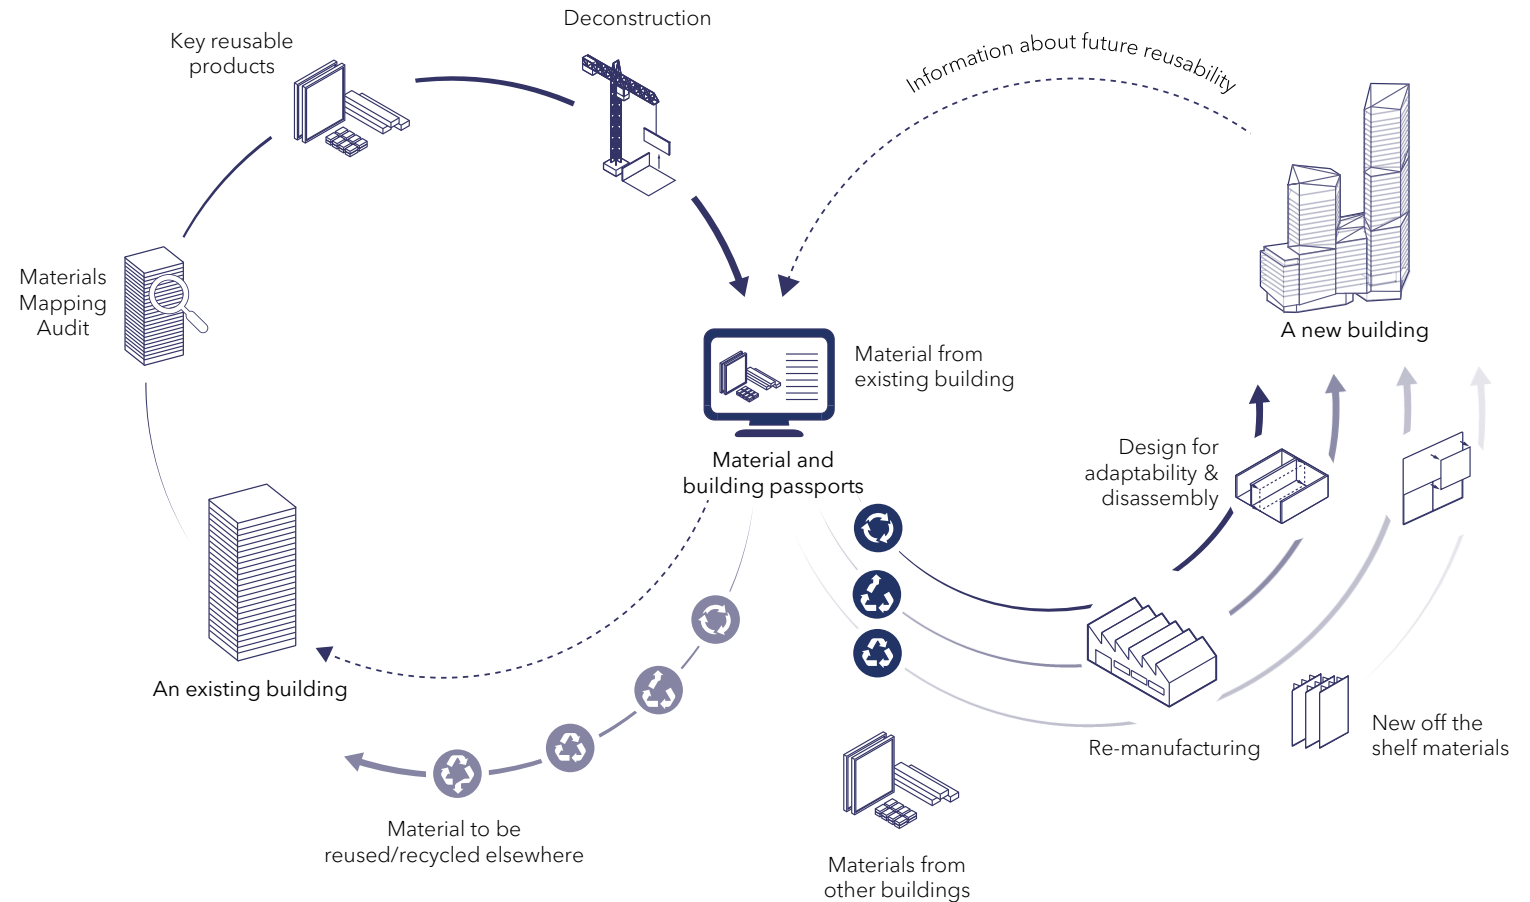 Deconstruction
Key reusable
products
Information about future reusability
Materials
Mapping
Audit
A new building
Material from
existing building
Design for
adaptability &
disassembly
Material and
building passports
An existing building
New off the
shelf materials
Re-manufacturing
Material to be
reused/recycled elsewhere
Materials from
other buildings